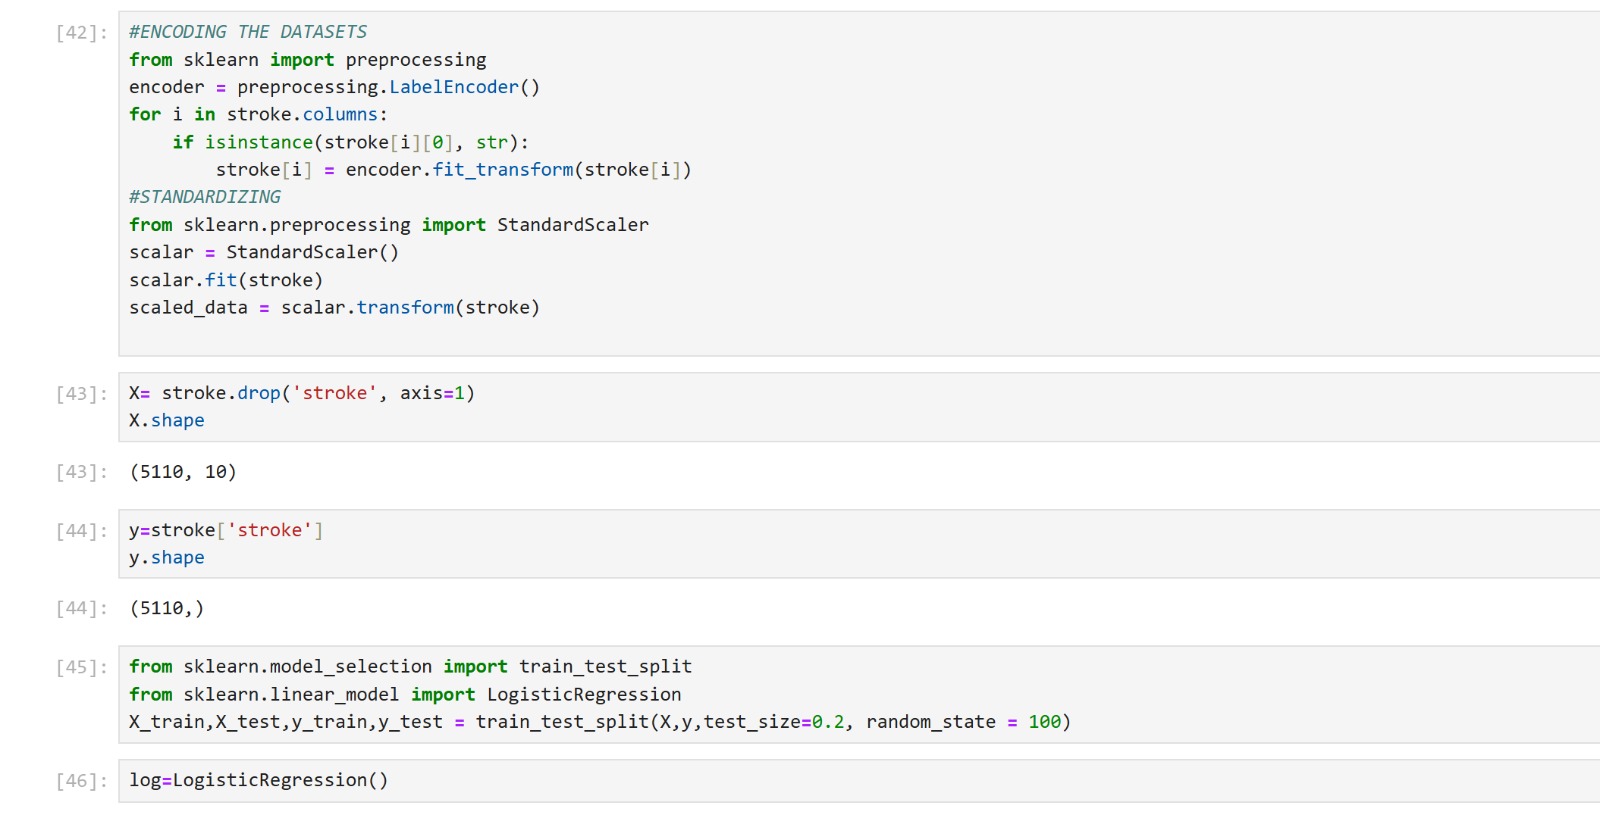 [42]: #ENCODING THE DATASETS
from sklearn import preprocessing
encoder = preprocessing.LabelEncoder()
for i in stroke.columns:
    if isinstance(stroke[i][0], str):
        stroke[i] = encoder.fit_transform(stroke[i])
#STANDARDIZING
from sklearn.preprocessing import StandardScaler
scalar = StandardScaler()
scalar.fit(stroke)
scaled_data = scalar.transform(stroke)
[43]: X= stroke.drop('stroke', axis=1)
X.shape
[43]: (5110, 10)
[44]: y=stroke['stroke']
y.shape
[44]: (5110,)
[45]: from sklearn.model_selection import train_test_split
from sklearn.linear_model import LogisticRegression
X_train,X_test,y_train,y_test = train_test_split(X,y,test_size=0.2, random_state = 100)
[46]: log=LogisticRegression()